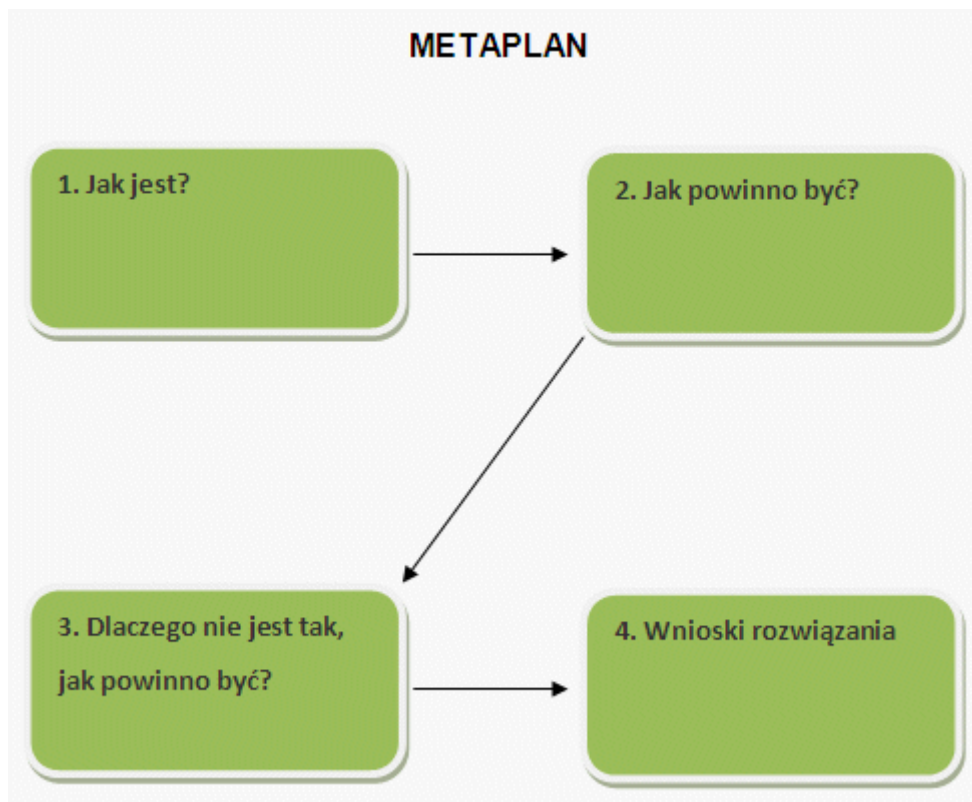 METAPLAN
1. Jak jest?
2. Jak powinno być?
3. Dlaczego nie jest tak,
jak powinno być?
4. Wnioski rozwiązania